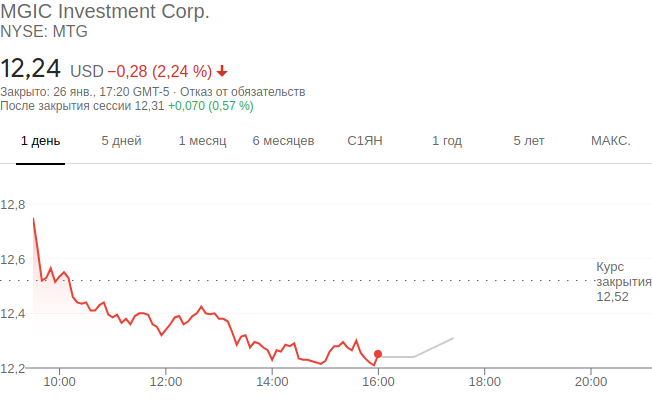 MGIC Investment Corp.
NYSE: MTG
12,24 USD −0,28 (2,24 %)
Закрыто: 26 янв., 17:20 GMT-5 · Отказ от обязательств
После закрытия сессии 12,31 +0,070 (0,57 %)
1 день 5 дней 1 месяц 6 месяцев С1ЯН 1 год 5 лет МАКС.
12,8
12,6
Курс
закрытия
12,52
12,4
12,2
10:00 12:00 14:00 16:00 18:00 20:00